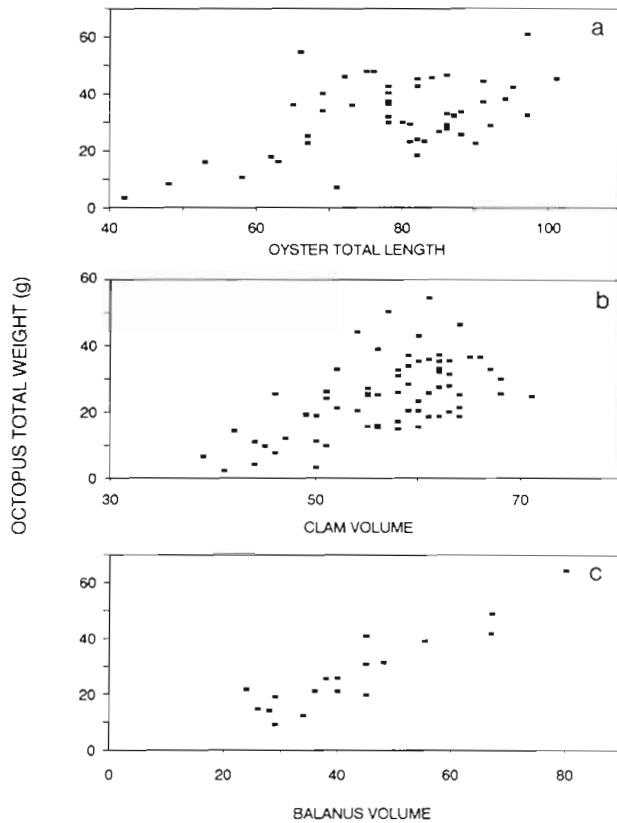 a
60
40
20
0
40 60 80 100
OYSTER TOTAL LENGTH
OCTOPUS TOTAL WEIGHT (g)
b
60
40
20
0
30 50 70
CLAM VOLUME
c
60
40
20
0
0 20 40 60 80
BALANUS VOLUME